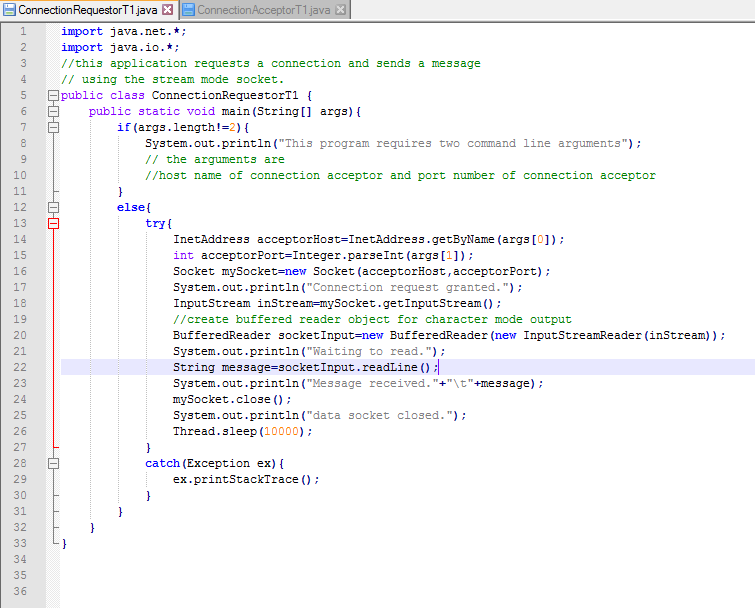 ConnectionRequestorT1.java ConnectionAcceptorT1.java
1 import java.net.*;
2 import java.io.*;
3 //this application requests a connection and sends a message
4 // using the stream mode socket.
5 public class ConnectionRequestorT1 {
6     public static void main(String[] args){
7         if(args.length!=2){
8             System.out.println("This program requires two command line arguments");
9             // the arguments are
10             //host name of connection acceptor and port number of connection acceptor
11         }
12         else{
13             try{
14                 InetAddress acceptorHost=InetAddress.getByName(args[0]);
15                 int acceptorPort=Integer.parseInt(args[1]);
16                 Socket mySocket=new Socket(acceptorHost,acceptorPort);
17                 System.out.println("Connection request granted.");
18                 InputStream inStream=mySocket.getInputStream();
19                 //create buffered reader object for character mode output
20                 BufferedReader socketInput=new BufferedReader(new InputStreamReader(inStream));
21                 System.out.println("Waiting to read.");
22                 String message=socketInput.readLine();
23                 System.out.println("Message received."+"\t"+message);
24                 mySocket.close();
25                 System.out.println("data socket closed.");
26                 Thread.sleep(10000);
27             }
28             catch(Exception ex){
29                 ex.printStackTrace();
30             }
31         }
32     }
33 }
34
35
36